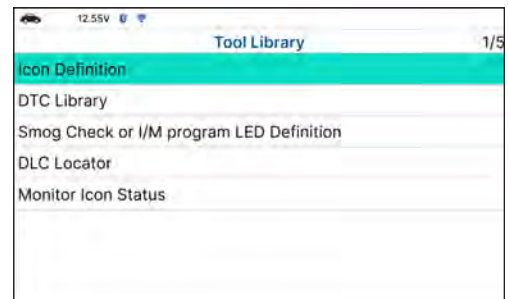 12.55V
Tool Library 1/5
Icon Definition
DTC Library
Smog Check or I/M program LED Definition
DLC Locator
Monitor Icon Status